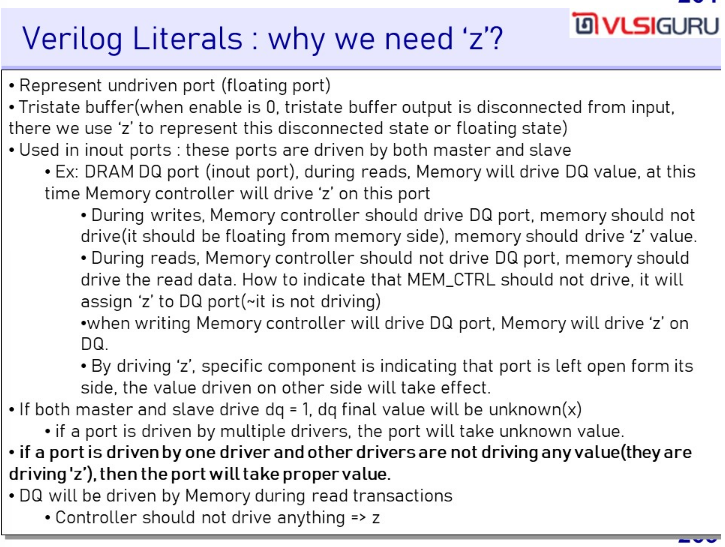 VLSIGURU
Verilog Literals : why we need ‘z’?
• Represent undriven port (floating port)
• Tristate buffer(when enable is 0, tristate buffer output is disconnected from input,
there we use ‘z’ to represent this disconnected state or floating state)
• Used in inout ports : these ports are driven by both master and slave
• Ex: DRAM DQ port (inout port), during reads, Memory will drive DQ value, at this
time Memory controller will drive ‘z’ on this port
• During writes, Memory controller should drive DQ port, memory should not
drive(it should be floating from memory side), memory should drive ‘z’ value.
• During reads, Memory controller should not drive DQ port, memory should
drive the read data. How to indicate that MEM_CTRL should not drive, it will
assign ‘z’ to DQ port(~it is not driving)
•when writing Memory controller will drive DQ port, Memory will drive ‘z’ on
DQ.
• By driving ‘z’, specific component is indicating that port is left open form its
side, the value driven on other side will take effect.
• If both master and slave drive dq = 1, dq final value will be unknown(x)
• if a port is driven by multiple drivers, the port will take unknown value.
• if a port is driven by one driver and other drivers are not driving any value(they are
driving 'z'), then the port will take proper value.
• DQ will be driven by Memory during read transactions
• Controller should not drive anything => z